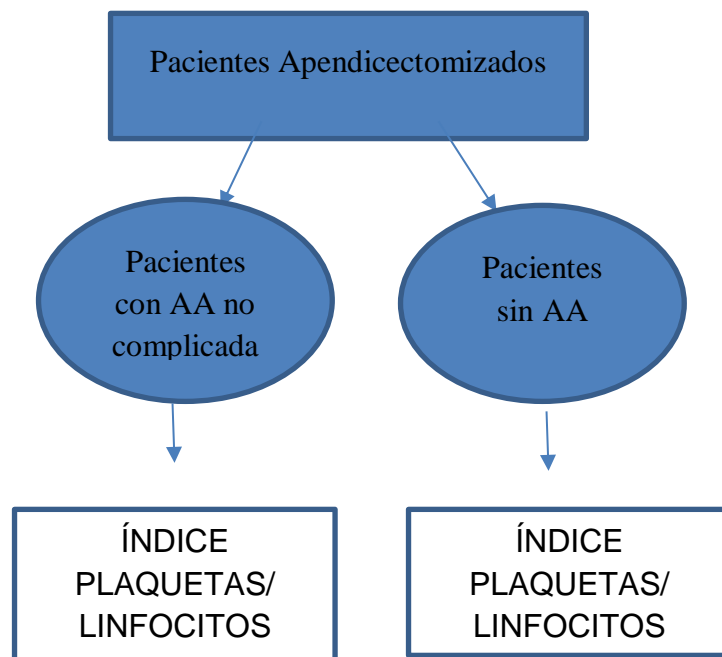 Pacientes Apendicectomizados
Pacientes
con AA no
complicada
Pacientes
sin AA
ÍNDICE
PLAQUETAS/
LINFOCITOS
ÍNDICE
PLAQUETAS/
LINFOCITOS